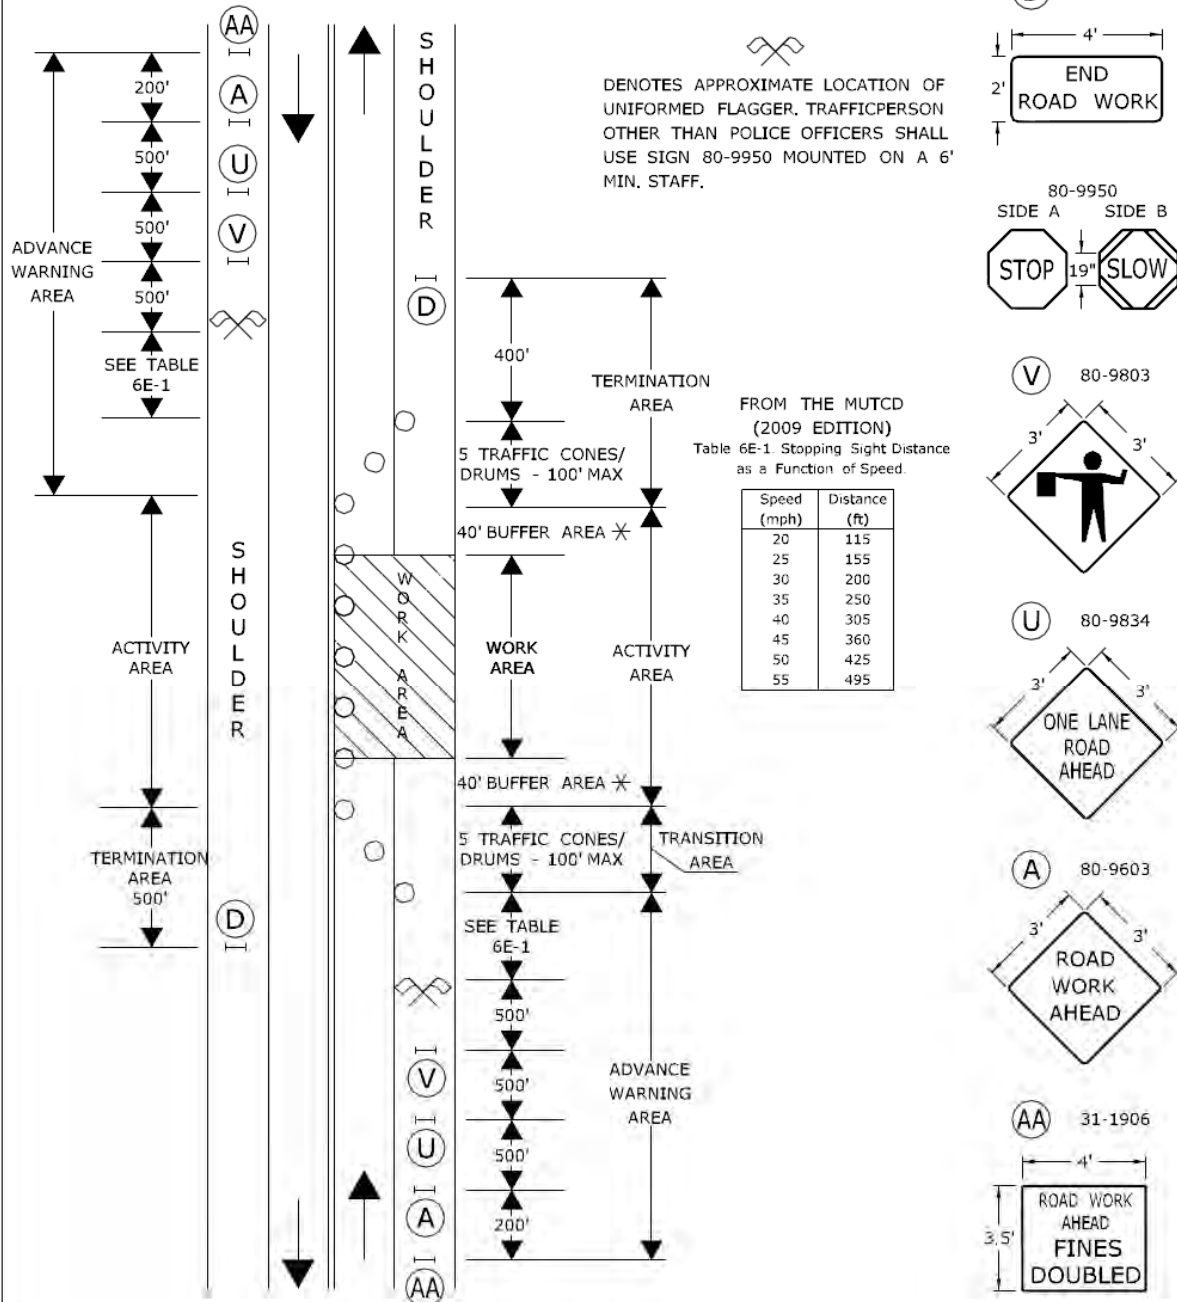 AA
200'
A
500'
U
500'
V
500'
ADVANCE
WARNING
AREA
SEE TABLE
6E-1
SHOULDER
ACTIVITY
AREA
TERMINATION
AREA
500'
D
SHOULDER
D
400'
TERMINATION
AREA
5 TRAFFIC CONES/
DRUMS - 100' MAX
40' BUFFER AREA *
WORK AREA
WORK
AREA
ACTIVITY
AREA
40' BUFFER AREA *
5 TRAFFIC CONES/
DRUMS - 100' MAX
TRANSITION
AREA
SEE TABLE
6E-1
500'
V
500'
U
500'
A
200'
AA
ADVANCE
WARNING
AREA
DENOTES APPROXIMATE LOCATION OF
UNIFORMED FLAGGER. TRAFFICPERSON
OTHER THAN POLICE OFFICERS SHALL
USE SIGN 80-9950 MOUNTED ON A 6'
MIN. STAFF.
FROM THE MUTCD
(2009 EDITION)
Table 6E-1. Stopping Sight Distance
as a Function of Speed.
Speed Distance
(mph) (ft)
20 115
25 155
30 200
35 250
40 305
45 360
50 425
55 495
4'
2'
END
ROAD WORK
80-9950
SIDE A SIDE B
STOP 19" SLOW
V 80-9803
3' 3'
U 80-9834
3' 3'
ONE LANE
ROAD
AHEAD
A 80-9603
3' 3'
ROAD
WORK
AHEAD
AA 31-1906
4'
3.5'
ROAD WORK
AHEAD
FINES
DOUBLED